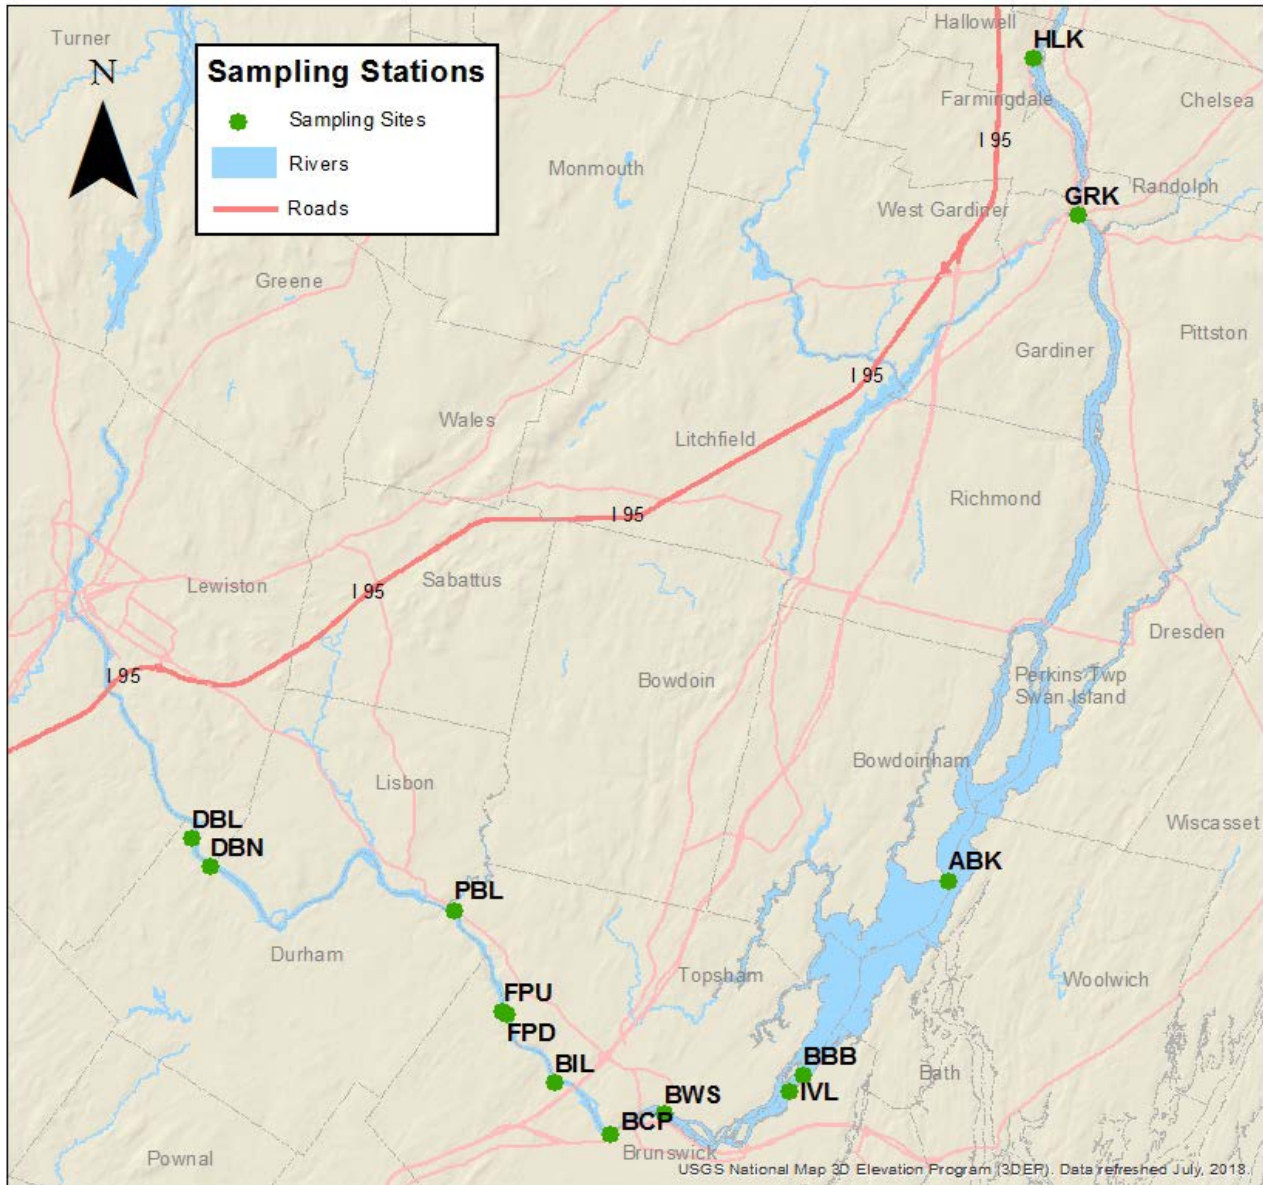 Turner
N
Sampling Stations
Sampling Sites
Rivers
Roads
Hallowell
HLK
Farmingdale
Chelsea
I 95
Monmouth
Randolph
GRK
West Gardiner
Greene
Pittston
Gardiner
I 95
Wales
Litchfield
Richmond
I 95
Lewiston
I 95
Sabattus
Dresden
I 95
Bowdoin
Perkins Twp
Swan Island
Bowdoinham
Lisbon
DBL
DBN
Wiscasset
ABK
PBL
Durham
Topsham
Woolwich
FPU
FPD
BIL
BBB
IVL
Bath
BWS
BCP
Brunswick
Pownal
USGS National Map 3D Elevation Program (3DEP). Data refreshed July, 2018.